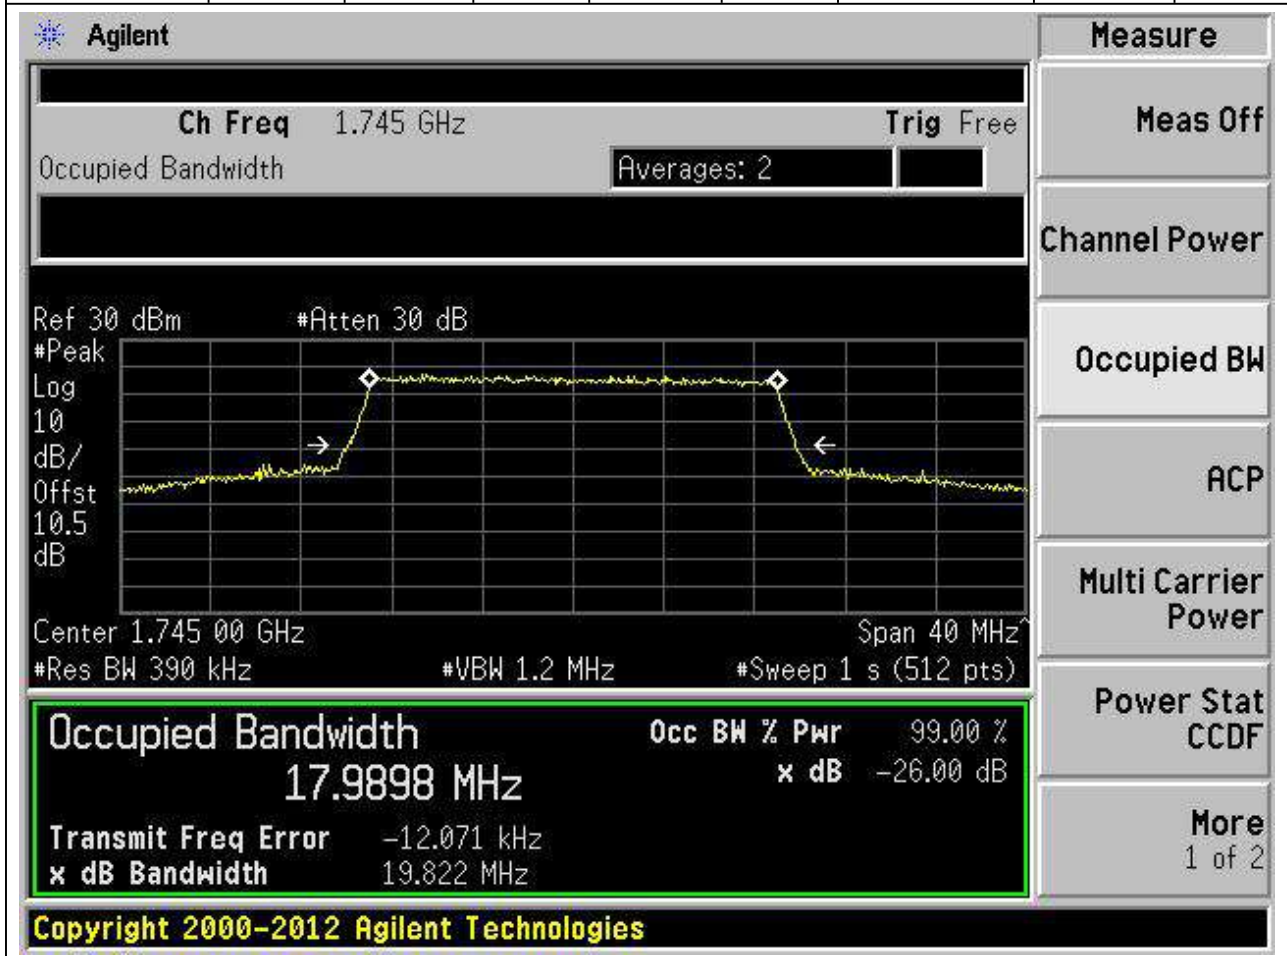 Agilent
Measure
Ch Freq 1.745 GHz
Trig Free
Occupied Bandwidth
Averages: 2
Ref 30 dBm #Atten 30 dB
#Peak
Log
10
dB/
Offst
10.5
dB
Center 1.745 00 GHz
Span 40 MHz^
#Res BW 390 kHz #VBW 1.2 MHz #Sweep 1 s (512 pts)
Occupied Bandwidth
17.9898 MHz
Occ BW % Pwr 99.00 %
x dB -26.00 dB
Transmit Freq Error -12.071 kHz
x dB Bandwidth 19.822 MHz
Meas Off
Channel Power
Occupied BW
ACP
Multi Carrier
Power
Power Stat
CCDF
More
1 of 2
Copyright 2000-2012 Agilent Technologies